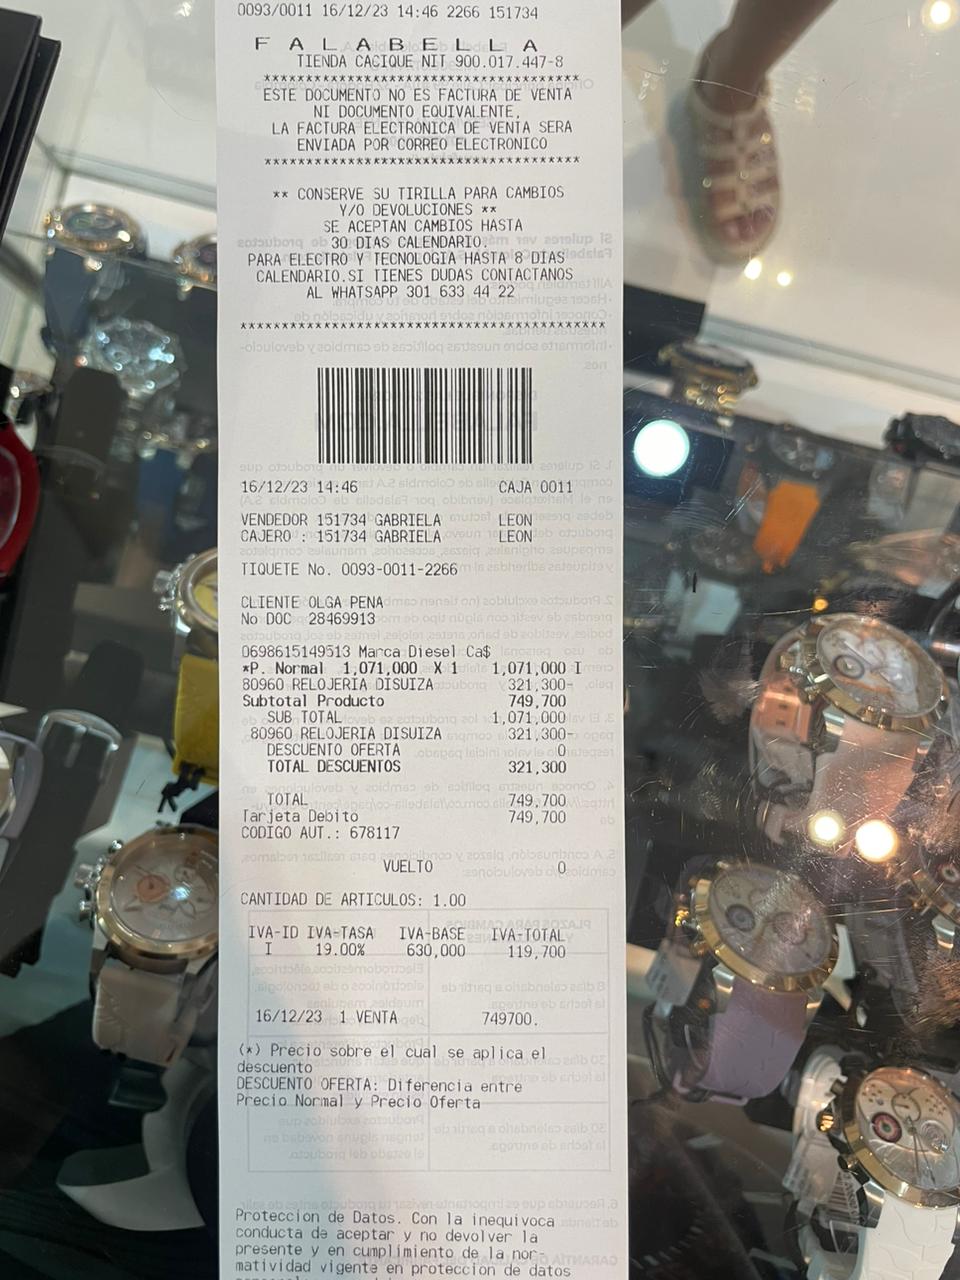 0093/0011 16/12/23 14:46 2266 151734
F A L A B E L L A
TIENDA CACIQUE NIT 900.017.447-8
****************************************
ESTE DOCUMENTO NO ES FACTURA DE VENTA
NI DOCUMENTO EQUIVALENTE,
LA FACTURA ELECTRONICA DE VENTA SERA
ENVIADA POR CORREO ELECTRONICO
****************************************
** CONSERVE SU TIRILLA PARA CAMBIOS
Y/O DEVOLUCIONES **
SE ACEPTAN CAMBIOS HASTA
30 DIAS CALENDARIO.
PARA ELECTRO Y TECNOLOGIA HASTA 8 DIAS
CALENDARIO.SI TIENES DUDAS CONTACTANOS
AL WHATSAPP 301 633 44 22
**********************************************
16/12/23 14:46 CAJA 0011
VENDEDOR 151734 GABRIELA LEON
CAJERO : 151734 GABRIELA LEON
TIQUETE No. 0093-0011-2266
CLIENTE OLGA PENA
No DOC 28469913
0698615149513 Marca Diesel Ca$
*P. Normal 1,071,000 X 1 1,071,000 I
80960 RELOJERIA DISUIZA 321,300-
Subtotal Producto 749,700
SUB TOTAL 1,071,000
80960 RELOJERIA DISUIZA 321,300-
DESCUENTO OFERTA 0
TOTAL DESCUENTOS 321,300
TOTAL 749,700
Tarjeta Debito 749,700
CODIGO AUT.: 678117
VUELTO 0
CANTIDAD DE ARTICULOS: 1.00
IVA-ID IVA-TASA IVA-BASE IVA-TOTAL
I 19.00% 630,000 119,700
16/12/23 1 VENTA 749700.
(*) Precio sobre el cual se aplica el
descuento
DESCUENTO OFERTA: Diferencia entre
Precio Normal y Precio Oferta
Proteccion de Datos. Con la inequivoca
conducta de aceptar y no devolver la
presente y en cumplimiento de la nor-
matividad vigente en proteccion de datos